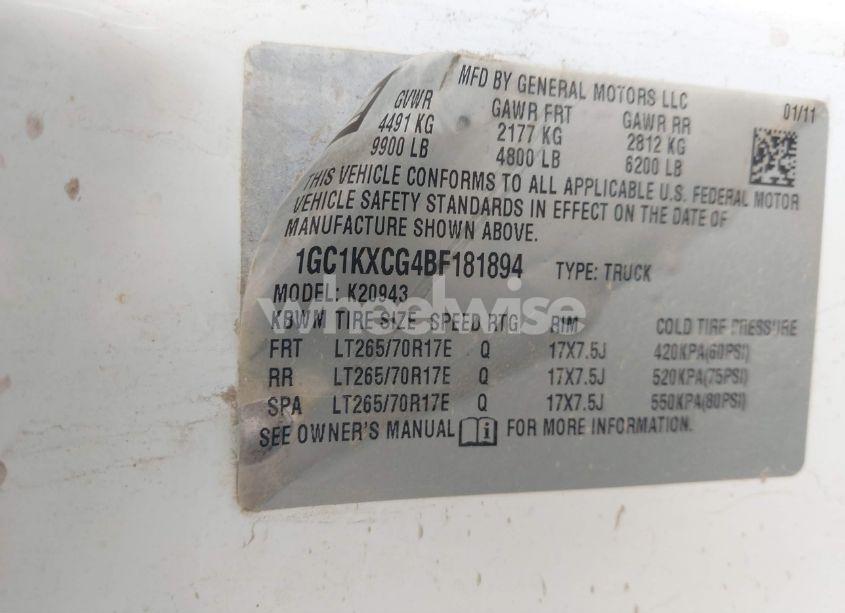 MFD BY GENERAL MOTORS LLC
01/11
GVWR GAWR FRT GAWR RR
4491 KG 2177 KG 2812 KG
9900 LB 4800 LB 6200 LB
THIS VEHICLE CONFORMS TO ALL APPLICABLE U.S. FEDERAL MOTOR
VEHICLE SAFETY STANDARDS IN EFFECT ON THE DATE OF
MANUFACTURE SHOWN ABOVE.
1GC1KXCG4BF181894 TYPE: TRUCK
MODEL: K20943
wheelwise
KBWM TIRE SIZE SPEED RTG RIM COLD TIRE PRESSURE
FRT LT265/70R17E Q 17X7.5J 420KPA(60PSI)
RR LT265/70R17E Q 17X7.5J 520KPA(75PSI)
SPA LT265/70R17E Q 17X7.5J 550KPA(80PSI)
SEE OWNER'S MANUAL i FOR MORE INFORMATION.